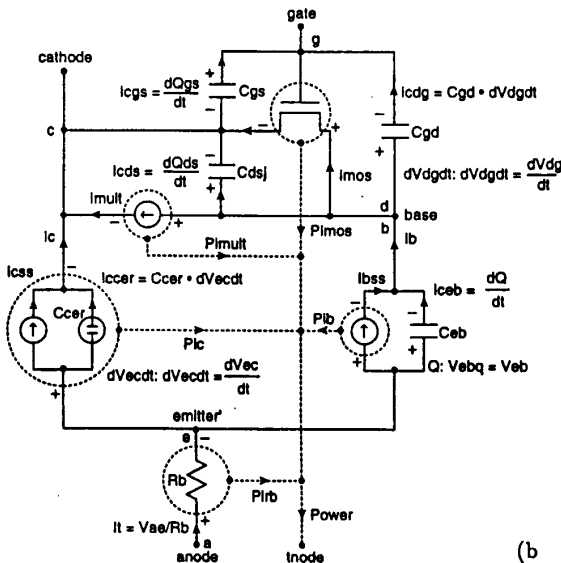 gate
g
cathode
Icgs = dQgs/dt
Cgs
Icdg = Cgd • dVdgdt
Cgd
c
Icds = dQds/dt
Cdsj
Imos
dVdgdt: dVdgdt = dVdg/dt
Imult
d
base
b
Ic
PImult
PImos
Ib
Icss
Iccer = Ccer • dVecdt
Ccer
Ibss
Iceb = dQ/dt
PIc
PIb
Ceb
dVecdt: dVecdt = dVec/dt
Q: Vebq = Veb
emitter'
e
Rb
PIrb
Power
It = Vae/Rb
a
anode
tnode
(b